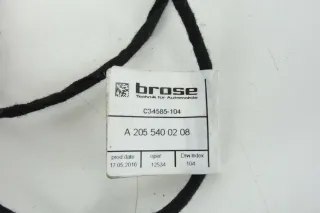 brose
Technik für Automobile
C34585-104
A 205 540 02 08
prod.date oper Drw.Index
17.05.2016 12534 104